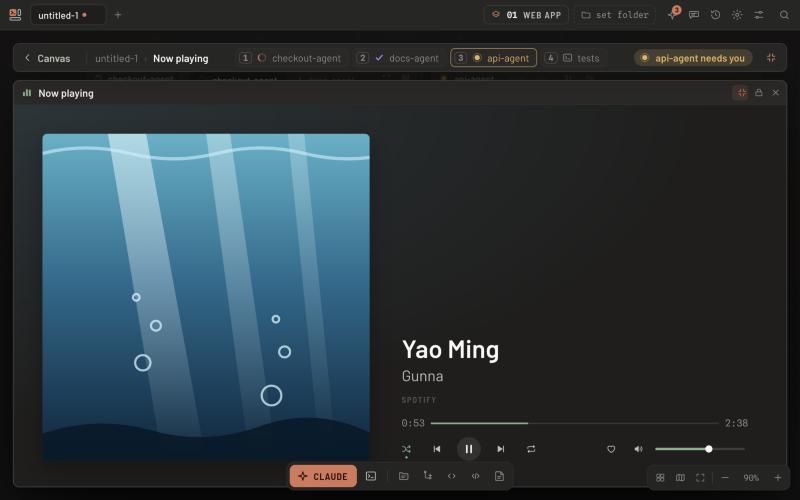 untitled-1
01 WEB APP
set folder
3
Canvas
untitled-1 › Now playing
1 checkout-agent
2 docs-agent
3 api-agent
4 tests
api-agent needs you
Now playing
Yao Ming
Gunna
SPOTIFY
0:53
2:38
CLAUDE
90%